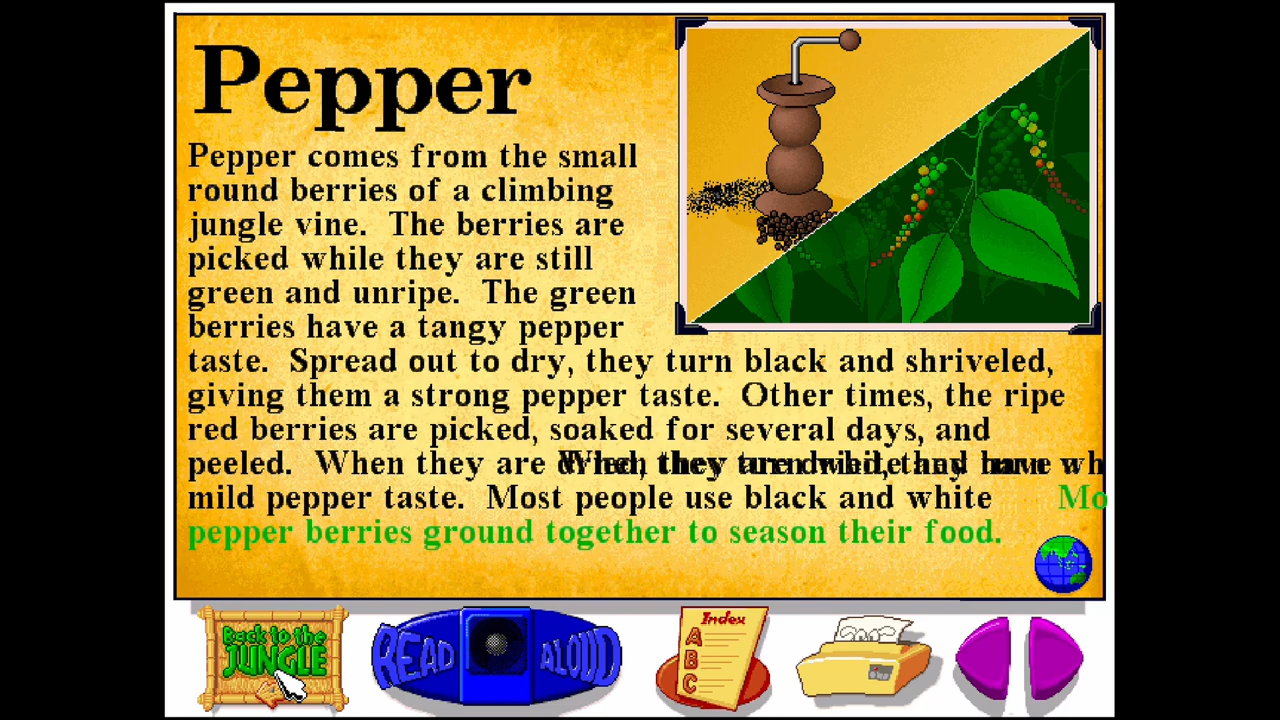 Pepper
Pepper comes from the small
round berries of a climbing
jungle vine. The berries are
picked while they are still
green and unripe. The green
berries have a tangy pepper
taste. Spread out to dry, they turn black and shriveled,
giving them a strong pepper taste. Other times, the ripe
red berries are picked, soaked for several days, and
peeled. When they are
mild pepper taste. Most people use black and white Mo
pepper berries ground together to season their food.
Back to the
JUNGLE
READ ALOUD
Index
A
B
C